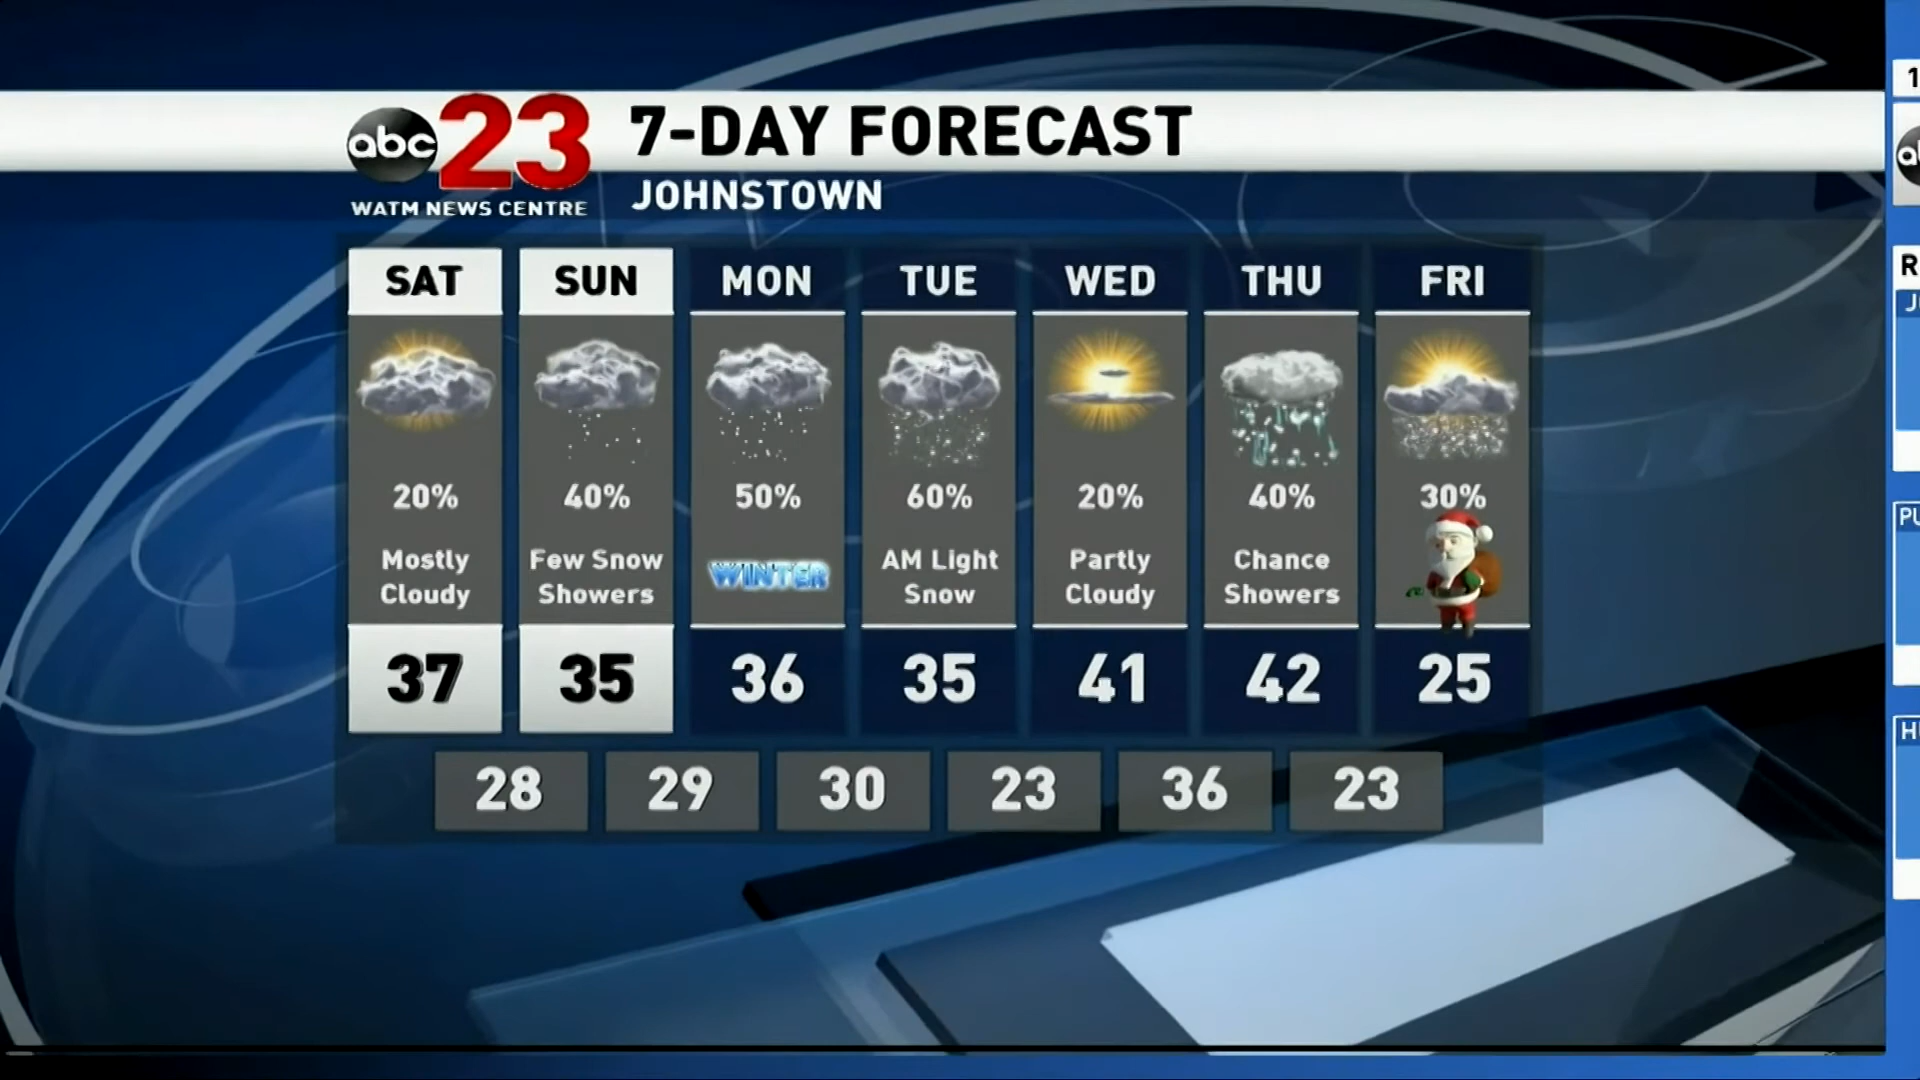 abc 23
WATM NEWS CENTRE
7-DAY FORECAST
JOHNSTOWN
SAT SUN MON TUE WED THU FRI
20% 40% 50% 60% 20% 40% 30%
Mostly Cloudy
Few Snow Showers
WINTER
AM Light Snow
Partly Cloudy
Chance Showers
37 35 36 35 41 42 25
28 29 30 23 36 23